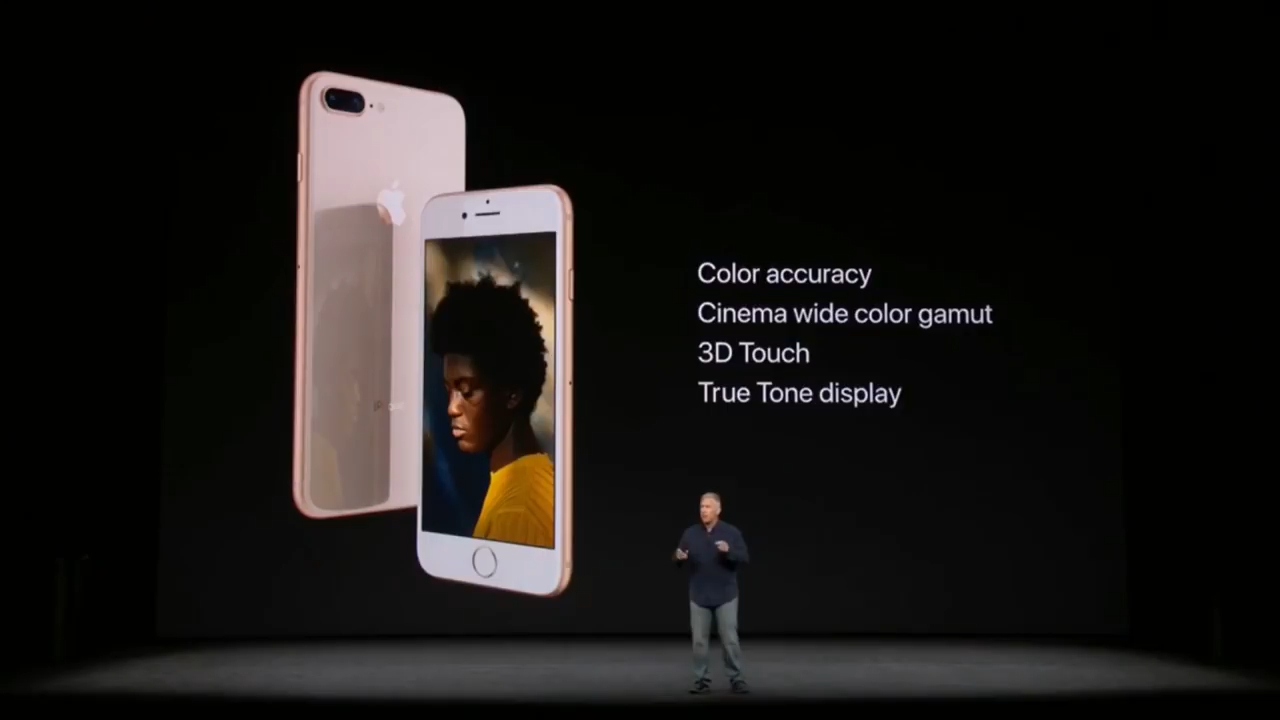 Color accuracy
Cinema wide color gamut
3D Touch
True Tone display